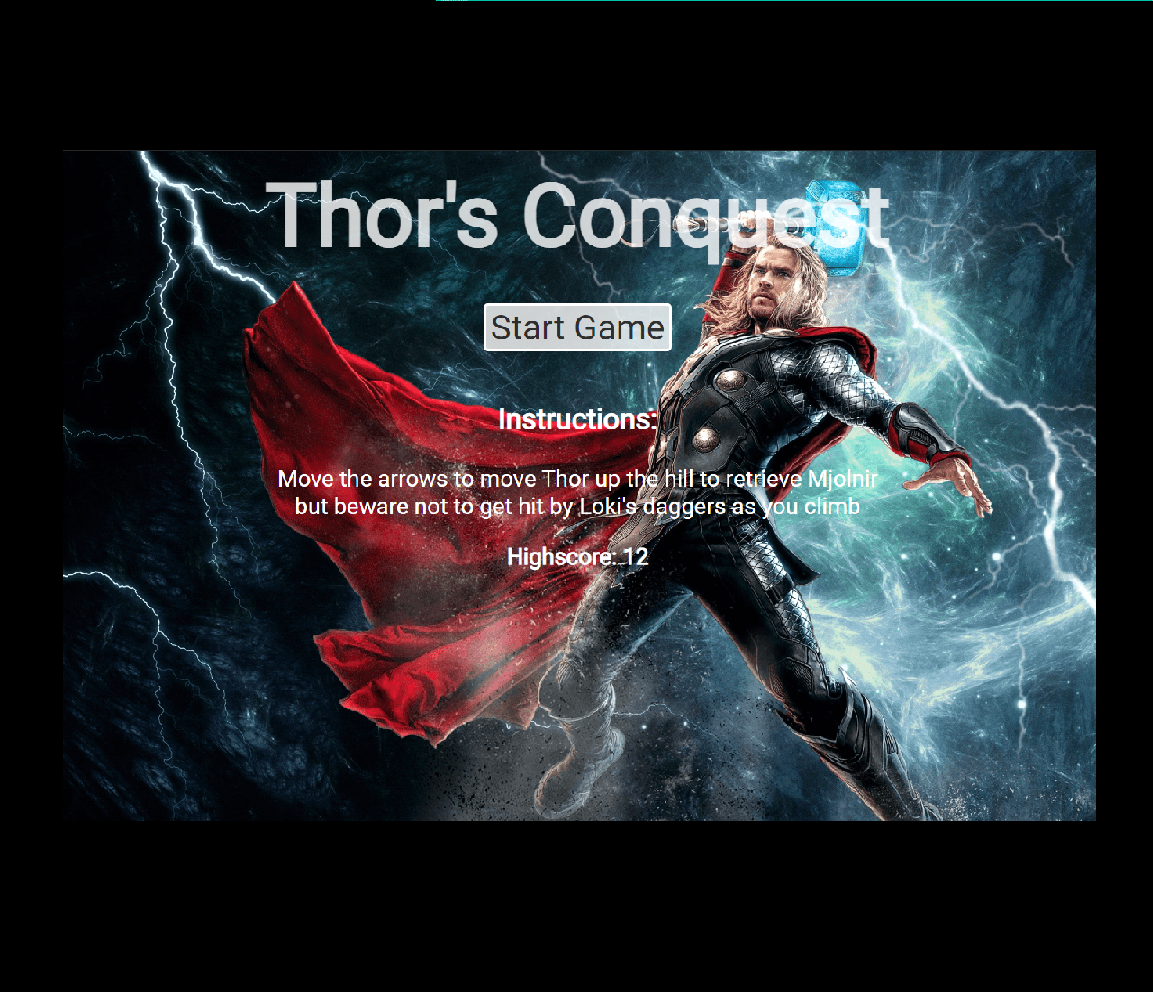 Thor's Conquest
Start Game
Instructions:
Move the arrows to move Thor up the hill to retrieve Mjolnir
but beware not to get hit by Loki's daggers as you climb
Highscore: 12